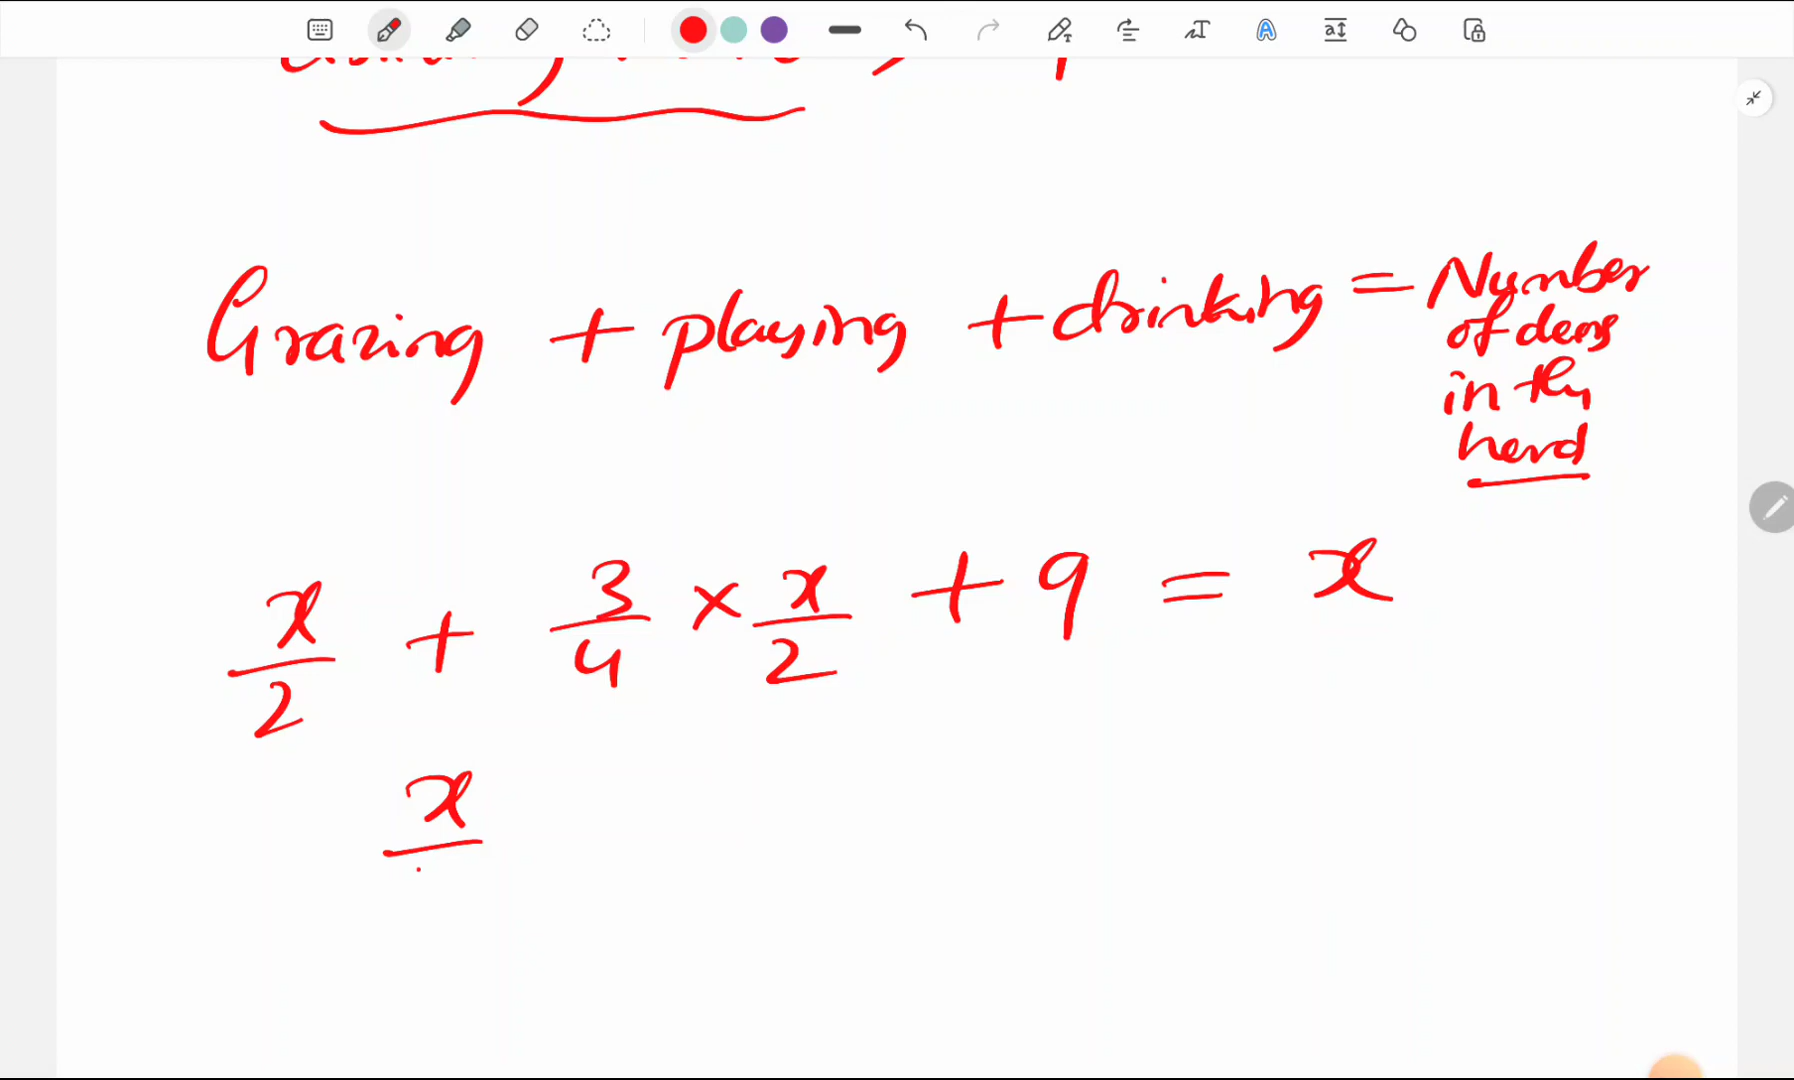 Grazing + playing + drinking = Number of deers in the herd
x/2 + 3/4 × x/2 + 9 = x
x